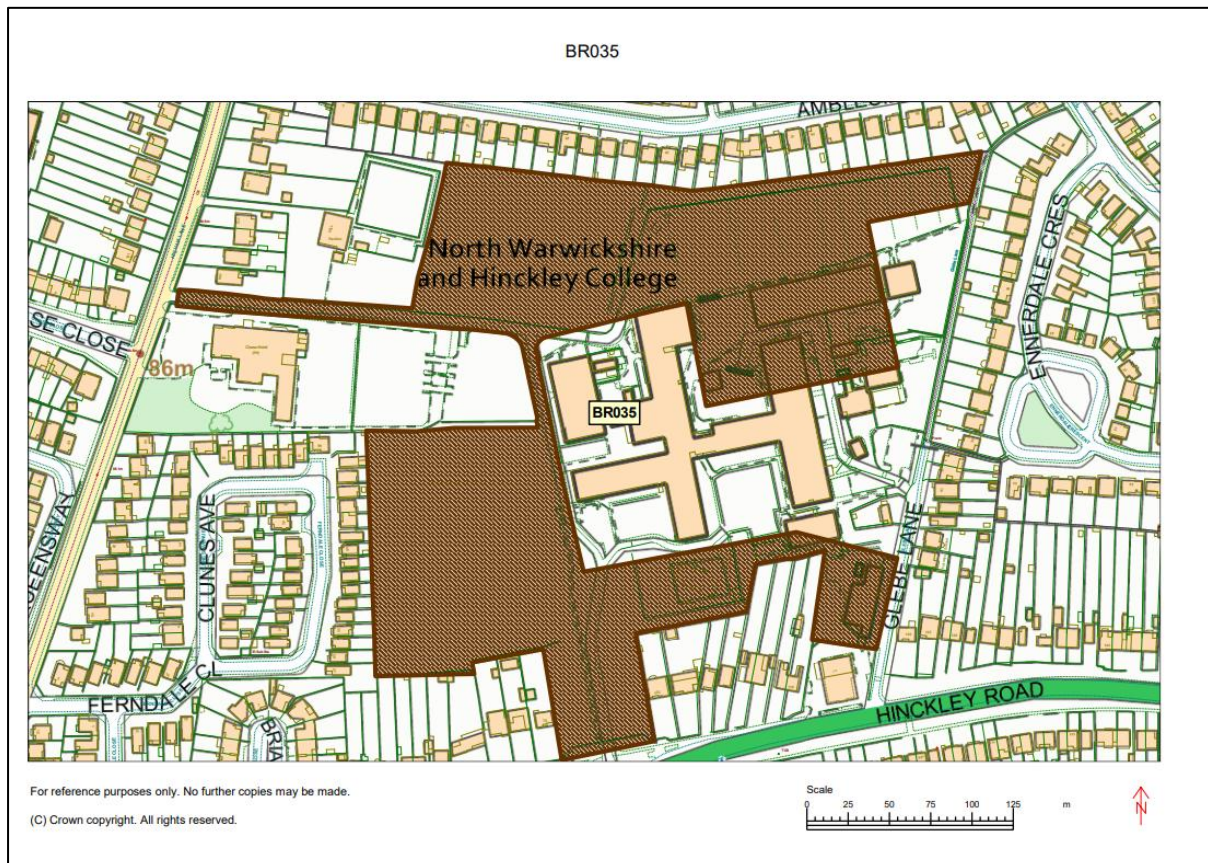 BR035
AMBLES
North Warwickshire
and Hinckley College
ENNERDALE CRES
SE CLOSE
86m
BR035
QUEENSWAY
CLUNES AVE
GLEBE LANE
FERNDALE CL
BRIA
HINCKLEY ROAD
For reference purposes only. No further copies may be made.
(C) Crown copyright. All rights reserved.
Scale
0 25 50 75 100 125 m
N